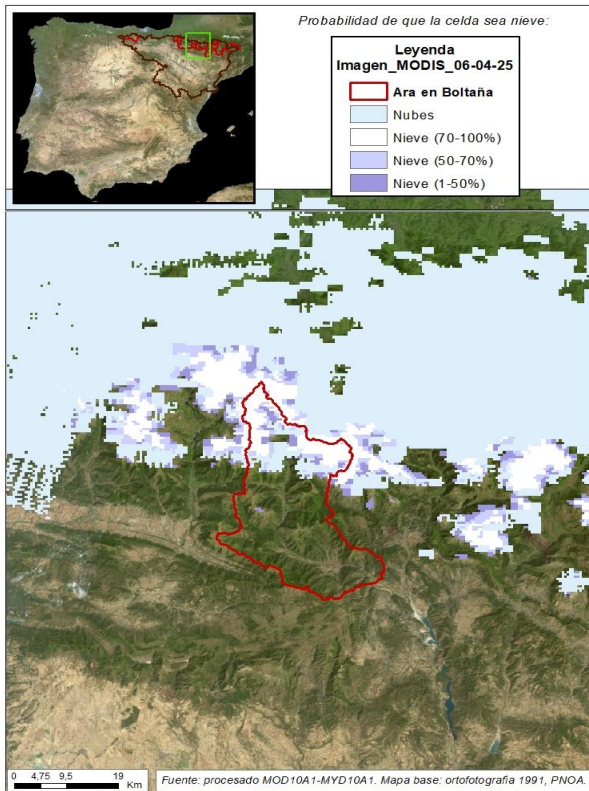 Probabilidad de que la celda sea nieve:
Leyenda
Imagen_MODIS_06-04-25
Ara en Boltaña
Nubes
Nieve (70-100%)
Nieve (50-70%)
Nieve (1-50%)
0 4,75 9,5 19
Km
Fuente: procesado MOD10A1-MYD10A1. Mapa base: ortofotografia 1991, PNOA.